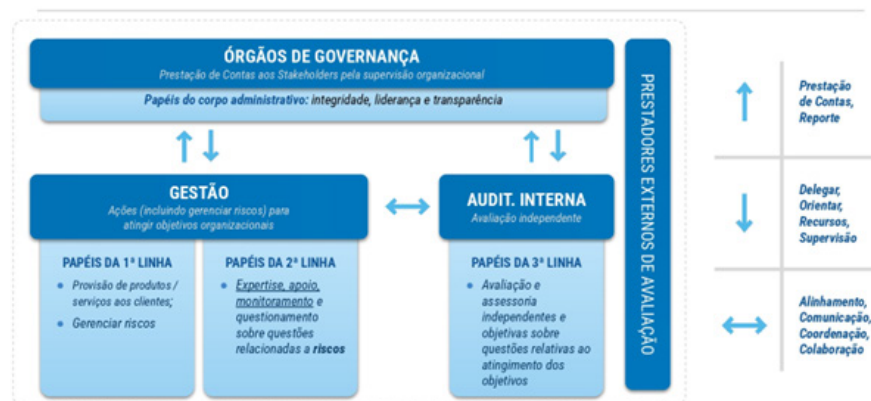 ÓRGÃOS DE GOVERNANÇA
Prestação de Contas aos Stakeholders pela supervisão organizacional
Papéis do corpo administrativo: integridade, liderança e transparência
GESTÃO
Ações (incluindo gerenciar riscos) para
atingir objetivos organizacionais
AUDIT. INTERNA
Avaliação independente
PAPÉIS DA 1ª LINHA
Provisão de produtos /
serviços aos clientes;
Gerenciar riscos
PAPÉIS DA 2ª LINHA
Expertise, apoio,
monitoramento e
questionamento
sobre questões
relacionadas a riscos
PAPÉIS DA 3ª LINHA
Avaliação e
assessoria
independentes e
objetivas sobre
questões relativas ao
atingimento dos
objetivos
PRESTADORES EXTERNOS DE AVALIAÇÃO
Prestação
de Contas,
Reporte
Delegar,
Orientar,
Recursos,
Supervisão
Alinhamento,
Comunicação,
Coordenação,
Colaboração